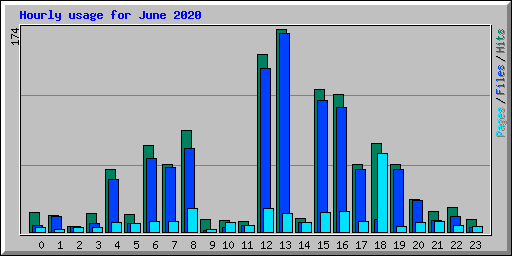 Hourly usage for June 2020
174
Pages/Files/Hits
0 1 2 3 4 5 6 7 8 9 10 11 12 13 14 15 16 17 18 19 20 21 22 23